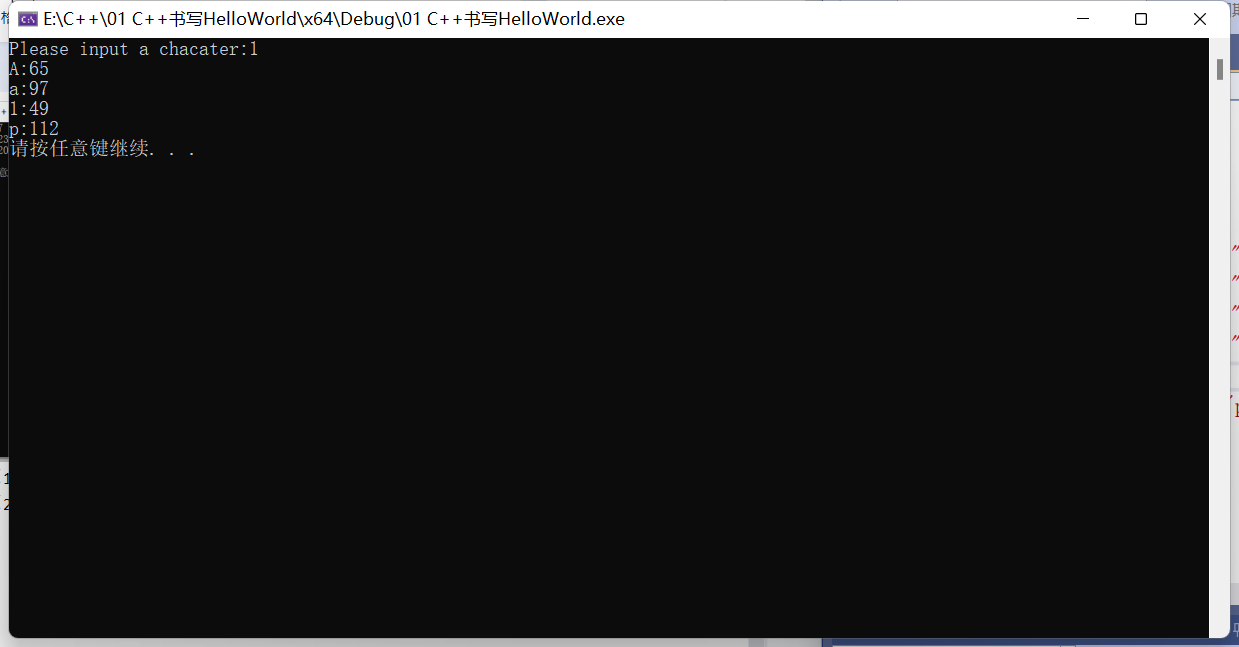 E:\C++\01 C++书写HelloWorld\x64\Debug\01 C++书写HelloWorld.exe
Please input a chacater:1
A:65
a:97
1:49
p:112
请按任意键继续. . .